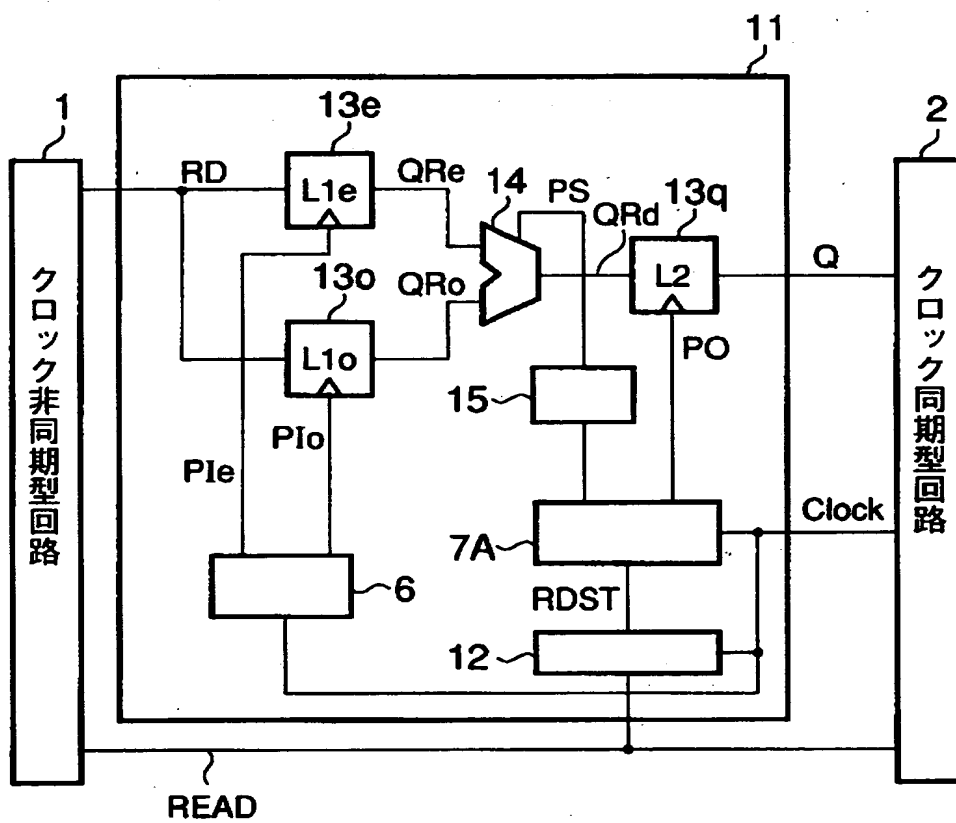 11
1
13e
2
RD
QRe
14
PS
13q
L1e
QRd
Q
13o
QRo
L2
L1o
PO
15
PIo
PIe
Clock
7A
6
RDST
12
READ
クロック非同期型回路
クロック同期型回路